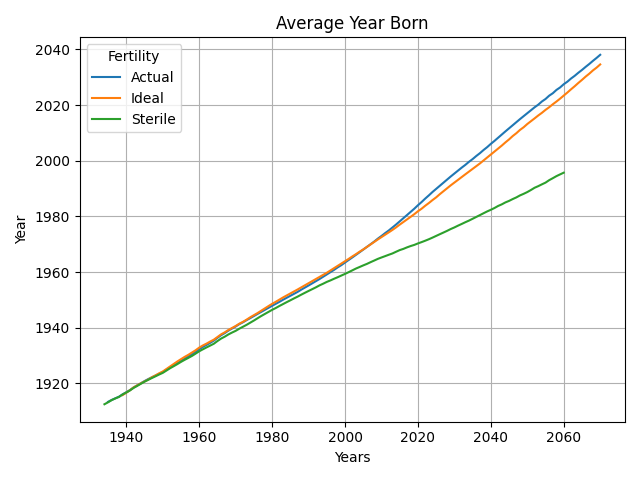 Average Year Born
Fertility
Actual
Ideal
Sterile
2040
2020
2000
1980
1960
1940
1920
Year
1940 1960 1980 2000 2020 2040 2060
Years